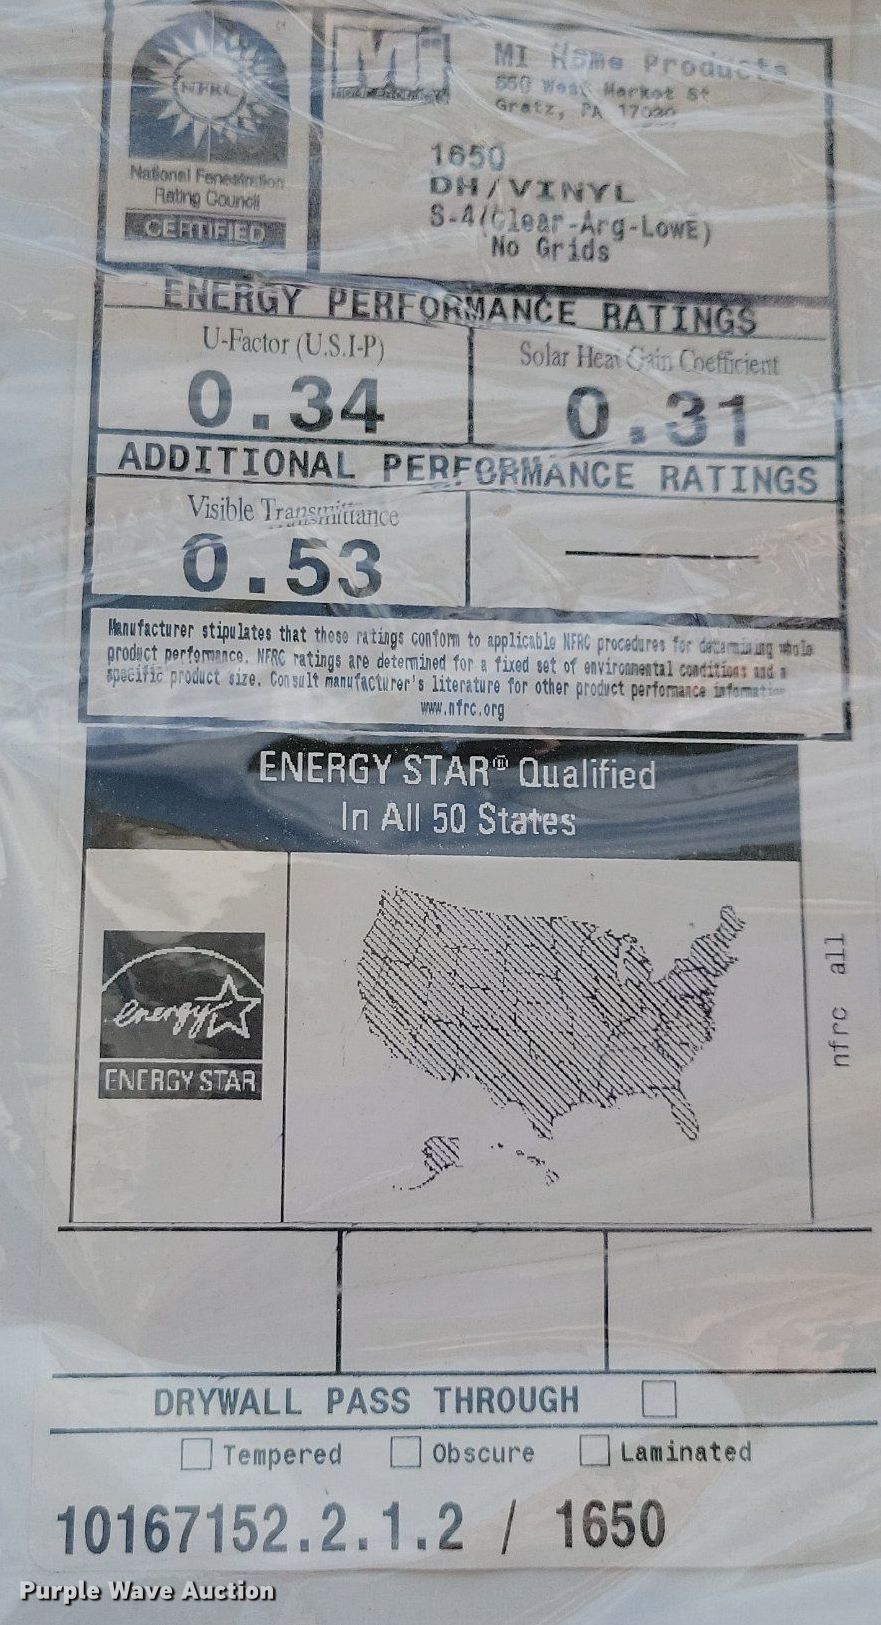 NFRC
National Fenestration
Rating Council
CERTIFIED
Mi
MI Home Products
650 West Market St
Gratz, PA 17030
1650
DH/VINYL
S-4(Clear-Arg-LowE)
No Grids
ENERGY PERFORMANCE RATINGS
U-Factor (U.S.I-P)
0.34
Solar Heat Gain Coefficient
0.31
ADDITIONAL PERFORMANCE RATINGS
Visible Transmittance
0.53
Manufacturer stipulates that these ratings conform to applicable NFRC procedures for determining whole
product performance. NFRC ratings are determined for a fixed set of environmental conditions and a
specific product size. Consult manufacturer's literature for other product performance information
www.nfrc.org
ENERGY STAR® Qualified
In All 50 States
energy
ENERGY STAR
nfrc all
DRYWALL PASS THROUGH
Tempered Obscure Laminated
10167152.2.1.2 / 1650
Purple Wave Auction